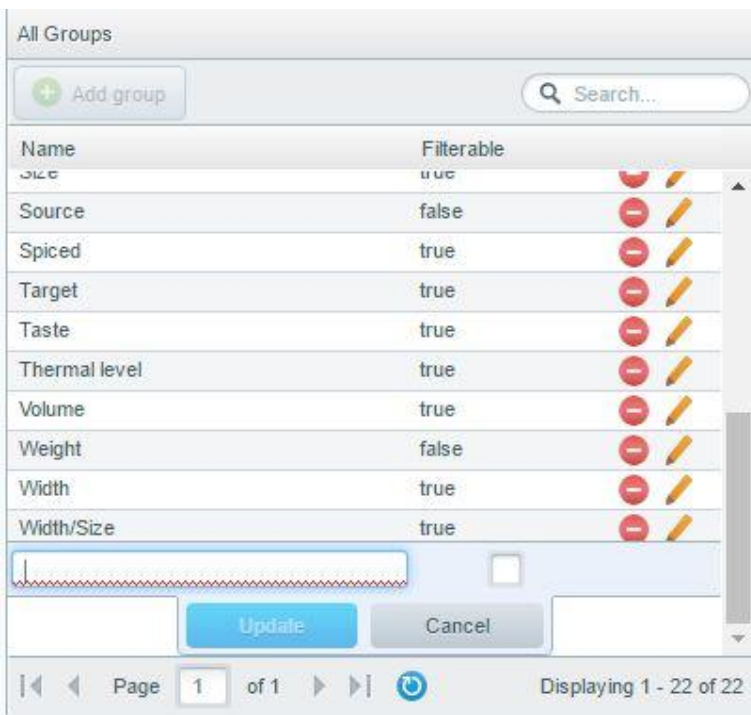 All Groups
Add group Search...
Name Filterable
Size true
Source false
Spiced true
Target true
Taste true
Thermal level true
Volume true
Weight false
Width true
Width/Size true
Update Cancel
Page 1 of 1 Displaying 1 - 22 of 22